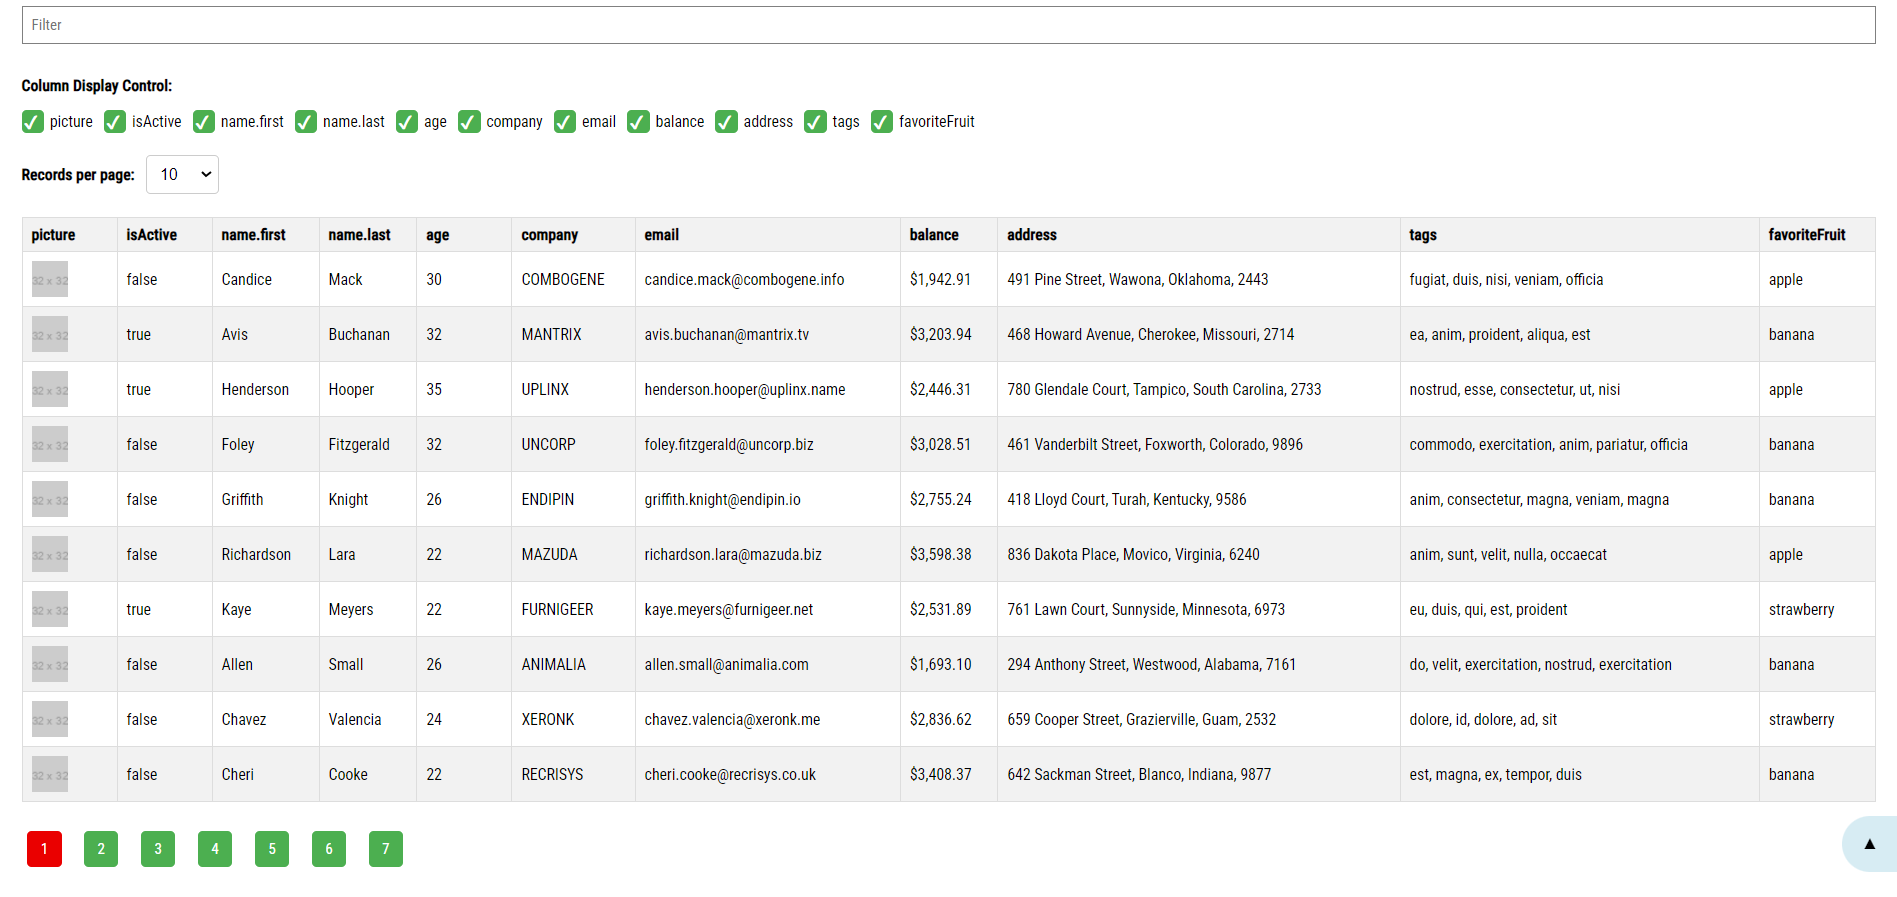 Filter
Column Display Control:
picture isActive name.first name.last age company email balance address tags favoriteFruit
Records per page: 10
picture isActive name.first name.last age company email balance address tags favoriteFruit
32 x 32 false Candice Mack 30 COMBOGENE candice.mack@combogene.info $1,942.91 491 Pine Street, Wawona, Oklahoma, 2443 fugiat, duis, nisi, veniam, officia apple
32 x 32 true Avis Buchanan 32 MANTRIX avis.buchanan@mantrix.tv $3,203.94 468 Howard Avenue, Cherokee, Missouri, 2714 ea, anim, proident, aliqua, est banana
32 x 32 true Henderson Hooper 35 UPLINX henderson.hooper@uplinx.name $2,446.31 780 Glendale Court, Tampico, South Carolina, 2733 nostrud, esse, consectetur, ut, nisi apple
32 x 32 false Foley Fitzgerald 32 UNCORP foley.fitzgerald@uncorp.biz $3,028.51 461 Vanderbilt Street, Foxworth, Colorado, 9896 commodo, exercitation, anim, pariatur, officia banana
32 x 32 false Griffith Knight 26 ENDIPIN griffith.knight@endipin.io $2,755.24 418 Lloyd Court, Turah, Kentucky, 9586 anim, consectetur, magna, veniam, magna banana
32 x 32 false Richardson Lara 22 MAZUDA richardson.lara@mazuda.biz $3,598.38 836 Dakota Place, Movico, Virginia, 6240 anim, sunt, velit, nulla, occaecat apple
32 x 32 true Kaye Meyers 22 FURNIGEER kaye.meyers@furnigeer.net $2,531.89 761 Lawn Court, Sunnyside, Minnesota, 6973 eu, duis, qui, est, proident strawberry
32 x 32 false Allen Small 26 ANIMALIA allen.small@animalia.com $1,693.10 294 Anthony Street, Westwood, Alabama, 7161 do, velit, exercitation, nostrud, exercitation banana
32 x 32 false Chavez Valencia 24 XERONK chavez.valencia@xeronk.me $2,836.62 659 Cooper Street, Grazierville, Guam, 2532 dolore, id, dolore, ad, sit strawberry
32 x 32 false Cheri Cooke 22 RECRISYS cheri.cooke@recrisys.co.uk $3,408.37 642 Sackman Street, Blanco, Indiana, 9877 est, magna, ex, tempor, duis banana
1 2 3 4 5 6 7